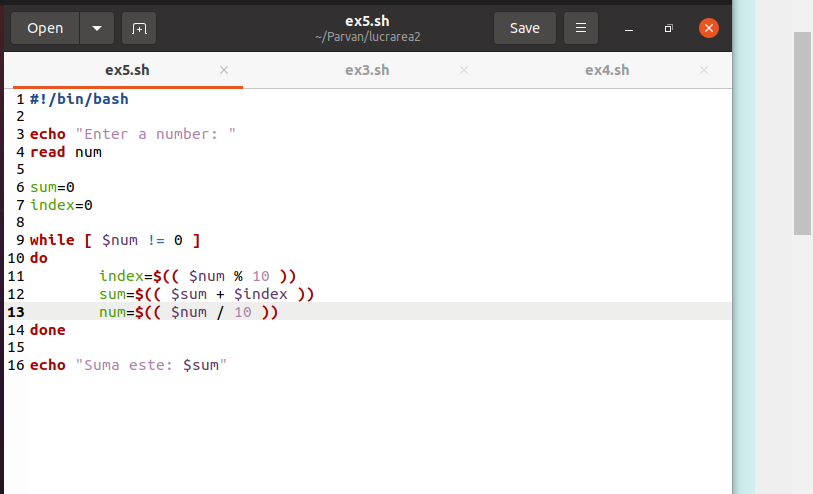 Open
ex5.sh
~/Parvan/lucrarea2
Save
ex5.sh ex3.sh ex4.sh
1 #!/bin/bash
2
3 echo "Enter a number: "
4 read num
5
6 sum=0
7 index=0
8
9 while [ $num != 0 ]
10 do
11 index=$(( $num % 10 ))
12 sum=$(( $sum + $index ))
13 num=$(( $num / 10 ))
14 done
15
16 echo "Suma este: $sum"